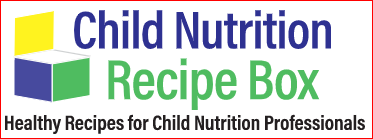 Child Nutrition
Recipe Box
Healthy Recipes for Child Nutrition Professionals